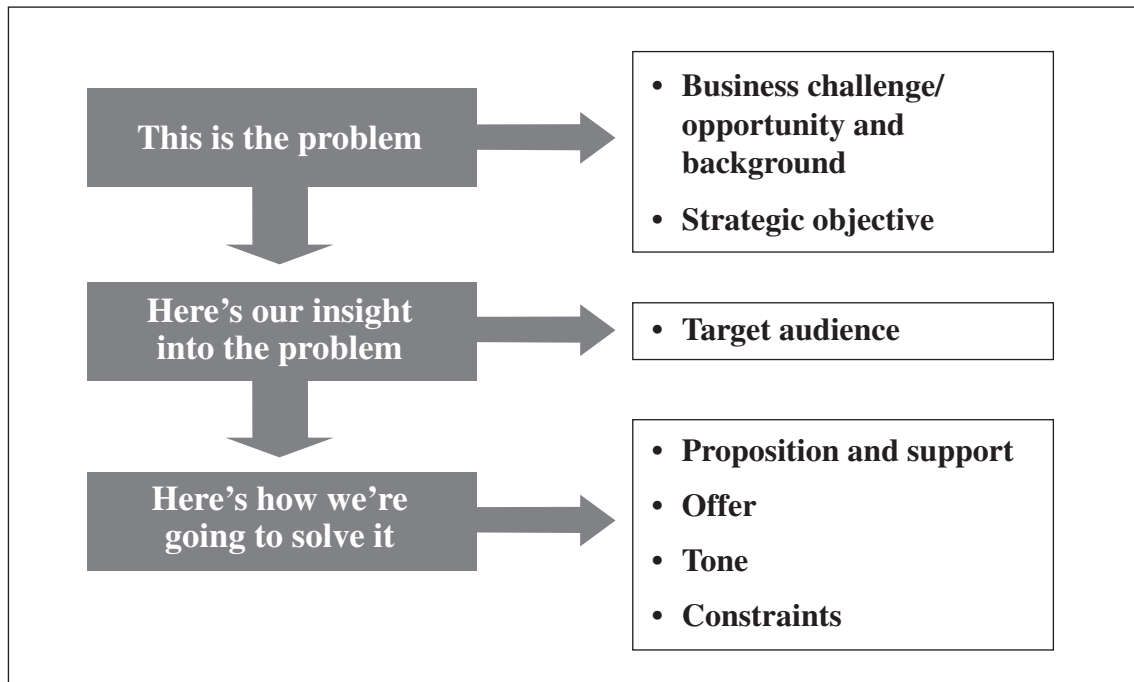 This is the problem
• Business challenge/
opportunity and
background
• Strategic objective
Here’s our insight
into the problem
• Target audience
Here’s how we’re
going to solve it
• Proposition and support
• Offer
• Tone
• Constraints